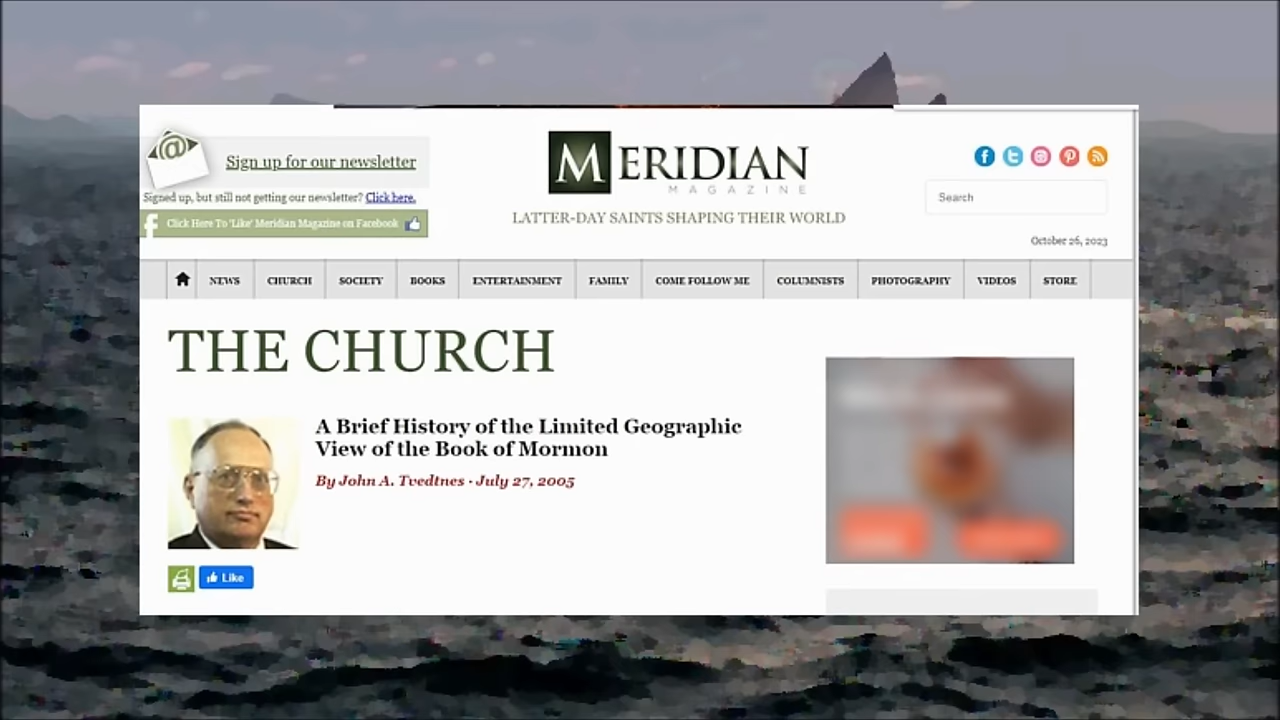 Sign up for our newsletter
Signed up, but still not getting our newsletter? Click here.
Click Here To 'Like' Meridian Magazine on Facebook
MERIDIAN
MAGAZINE
LATTER-DAY SAINTS SHAPING THEIR WORLD
Search
October 26, 2023
NEWS CHURCH SOCIETY BOOKS ENTERTAINMENT FAMILY COME FOLLOW ME COLUMNISTS PHOTOGRAPHY VIDEOS STORE
THE CHURCH
A Brief History of the Limited Geographic
View of the Book of Mormon
By John A. Tvedtnes · July 27, 2005
Like